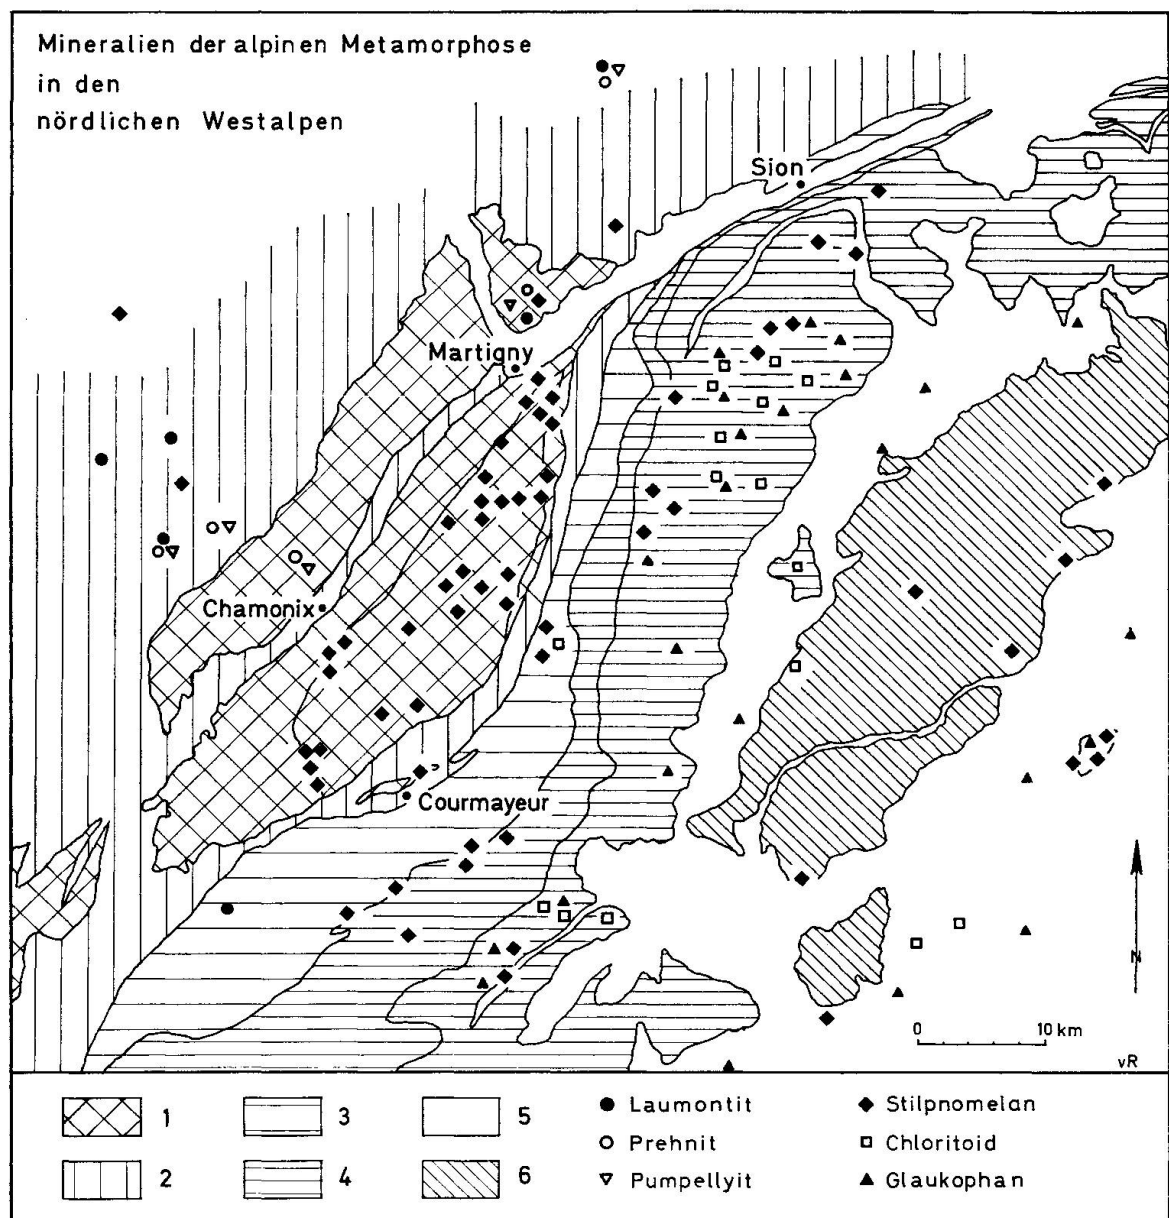 Mineralien der alpinen Metamorphose
in den
nördlichen Westalpen
Sion
Martigny
Chamonix
Courmayeur
N
0 10 km
vR
1 3 5 Laumontit Stilpnomelan
Prehnit Chloritoid
2 4 6 Pumpellyit Glaukophan